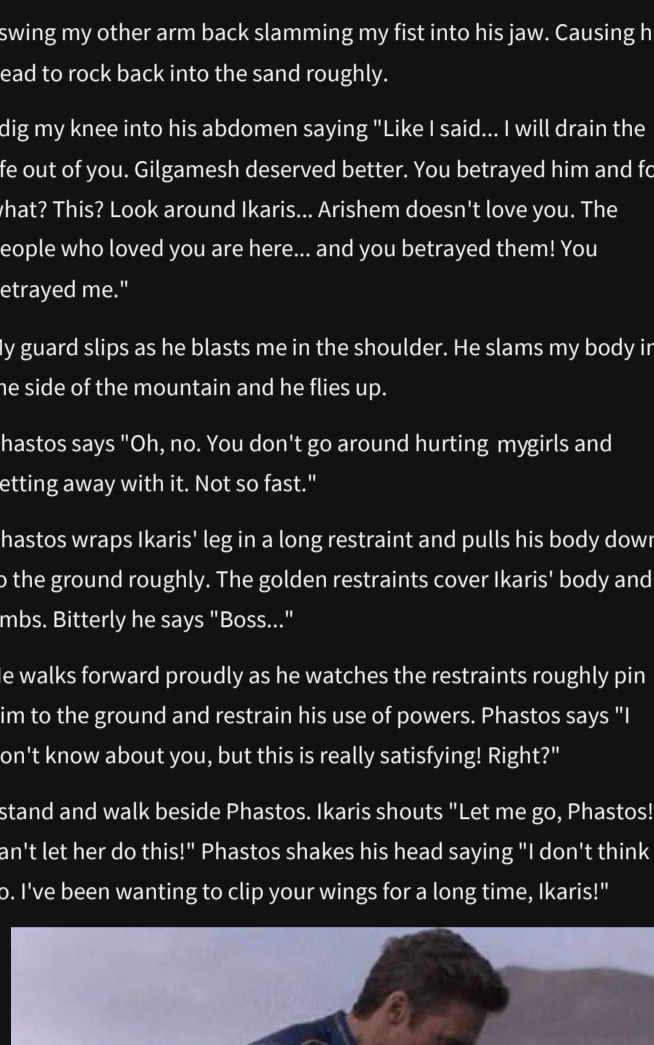 swing my other arm back slamming my fist into his jaw. Causing h
ead to rock back into the sand roughly.
dig my knee into his abdomen saying "Like I said... I will drain the
fe out of you. Gilgamesh deserved better. You betrayed him and fo
hat? This? Look around Ikaris... Arishem doesn't love you. The
eople who loved you are here... and you betrayed them! You
etrayed me."
ly guard slips as he blasts me in the shoulder. He slams my body in
he side of the mountain and he flies up.
hastos says "Oh, no. You don't go around hurting mygirls and
etting away with it. Not so fast."
hastos wraps Ikaris' leg in a long restraint and pulls his body down
o the ground roughly. The golden restraints cover Ikaris' body and
mbs. Bitterly he says "Boss..."
He walks forward proudly as he watches the restraints roughly pin
im to the ground and restrain his use of powers. Phastos says "I
on't know about you, but this is really satisfying! Right?"
stand and walk beside Phastos. Ikaris shouts "Let me go, Phastos!
an't let her do this!" Phastos shakes his head saying "I don't think
o. I've been wanting to clip your wings for a long time, Ikaris!"